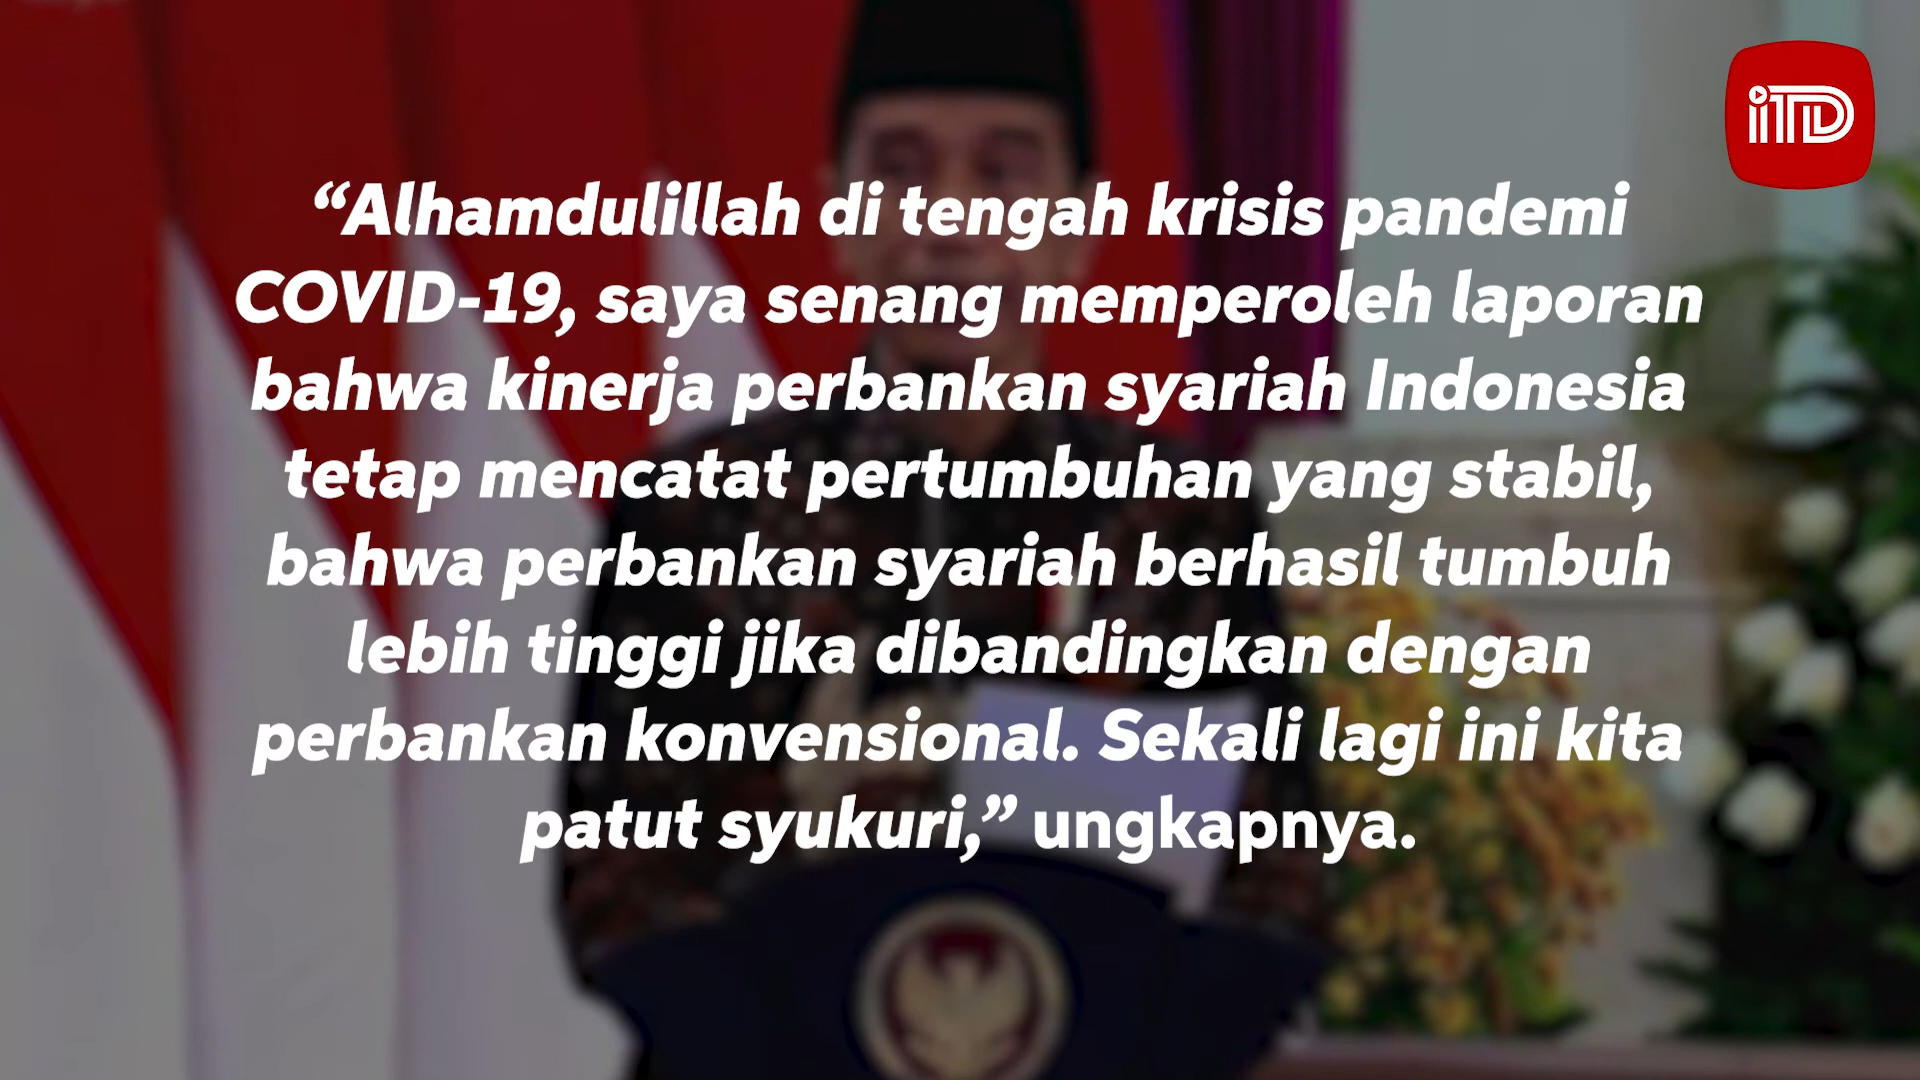 iTD
“Alhamdulillah di tengah krisis pandemi
COVID-19, saya senang memperoleh laporan
bahwa kinerja perbankan syariah Indonesia
tetap mencatat pertumbuhan yang stabil,
bahwa perbankan syariah berhasil tumbuh
lebih tinggi jika dibandingkan dengan
perbankan konvensional. Sekali lagi ini kita
patut syukuri,” ungkapnya.